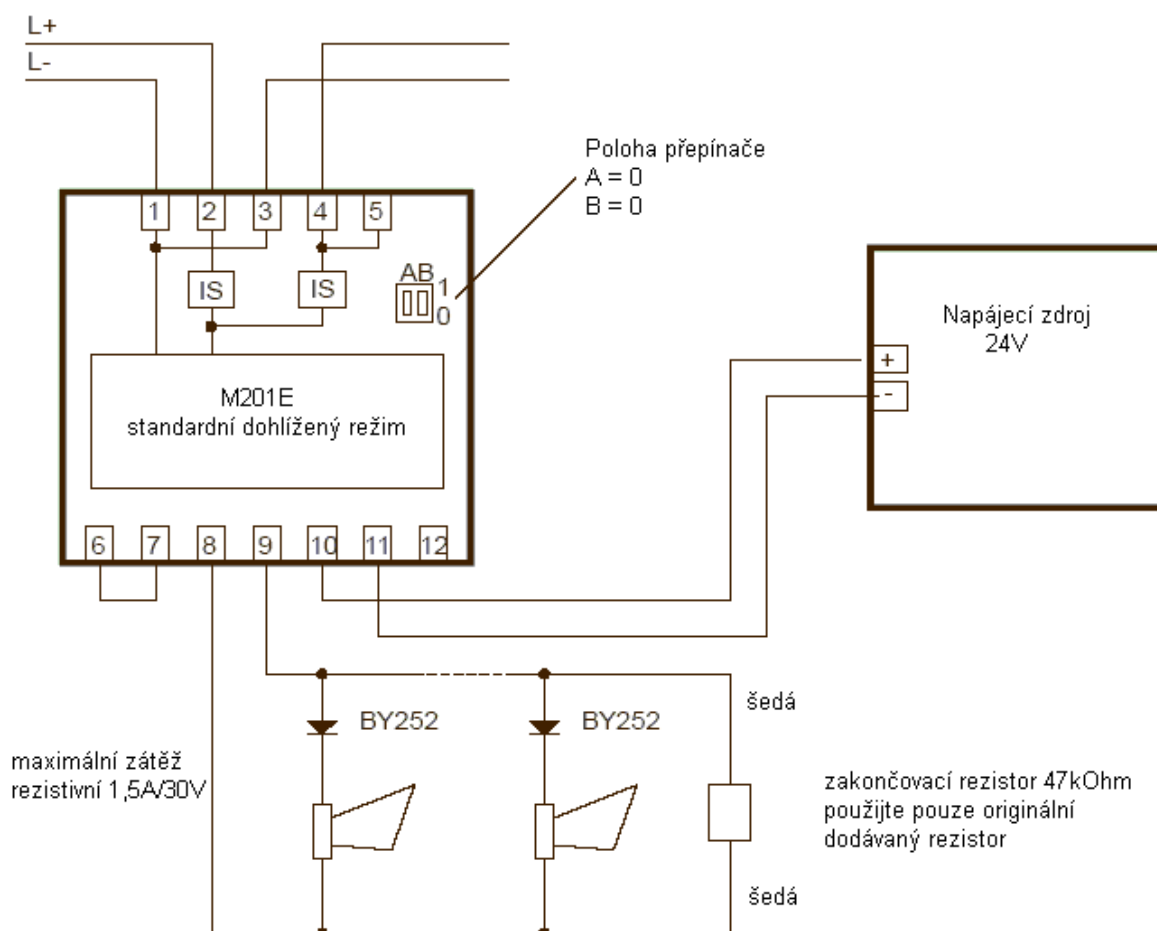 L+
L-
Poloha přepínače
A = 0
B = 0
1
2
3
4
5
IS
IS
AB
1
0
Napájecí zdroj
24V
+
-
M201E
standardní dohlížený režim
6
7
8
9
10
11
12
BY252
BY252
šedá
maximální zátěž
rezistivní 1,5A/30V
zakončovací rezistor 47kOhm
použijte pouze originální
dodávaný rezistor
šedá